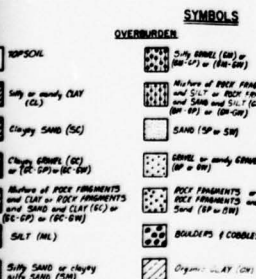 SYMBOLS
OVERBURDEN
TOPSOIL
Silty or sandy CLAY
(CL)
Clayey SAND (SC)
Clayey GRAVEL (GC)
or (GC-GP) or (GC-GW)
Mixture of ROCK FRAGMENTS
and CLAY or ROCK FRAGMENTS
and SAND and CLAY (GC) or
(GC-GP) or (GC-GW)
SILT (ML)
Silty SAND or clayey
silty SAND (SM)
Silty GRAVEL (GM) or
(GM-GP) or (GM-GW)
Mixture of ROCK FRAG
and SILT or ROCK
and SAND and SILT
(GM-GP) or (GM-GW)
SAND (SP or SW)
GRAVEL or sandy GRAVEL
(GP or GW)
ROCK FRAGMENTS or
ROCK FRAGMENTS and
Sand (GP or GW)
BOULDERS & COBBLES
Organic CLAY (OH)